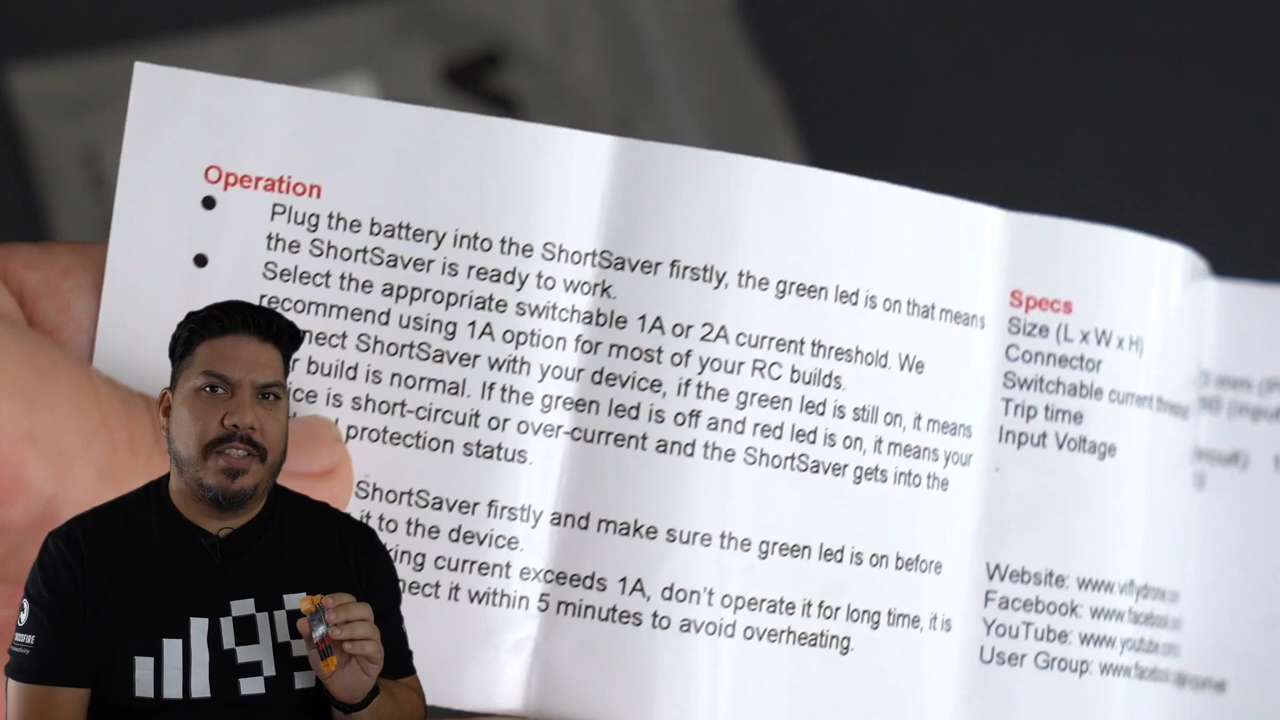 Operation
Plug the battery into the ShortSaver firstly, the green led is on that means
the ShortSaver is ready to work.
Select the appropriate switchable 1A or 2A current threshold. We
recommend using 1A option for most of your RC builds.
ShortSaver with your device, if the green led is still on, it means
build is normal. If the green led is off and red led is on, it means your
is short-circuit or over-current and the ShortSaver gets into the
protection status.
ShortSaver firstly and make sure the green led is on before
it to the device.
current exceeds 1A, don't operate it for long time, it is
it within 5 minutes to avoid overheating.
Specs
Size (L x W x H)
Connector
Switchable current
Trip time
Input Voltage
Website:
Facebook:
YouTube:
User Group:
99